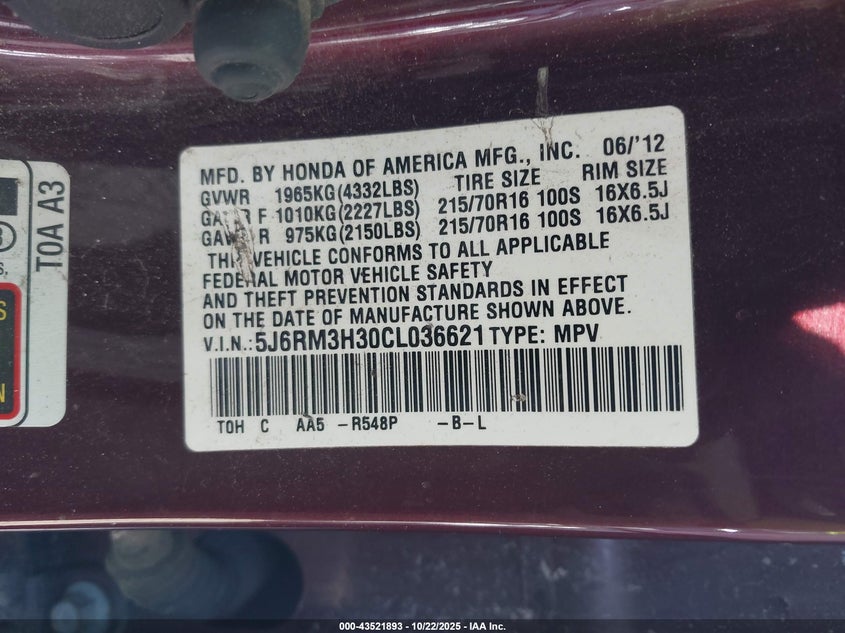 MFD. BY HONDA OF AMERICA MFG., INC. 06/'12
GVWR 1965KG(4332LBS) TIRE SIZE RIM SIZE
F 1010KG(2227LBS) 215/70R16 100S 16X6.5J
R 975KG(2150LBS) 215/70R16 100S 16X6.5J
THIS VEHICLE CONFORMS TO ALL APPLICABLE
FEDERAL MOTOR VEHICLE SAFETY
AND THEFT PREVENTION STANDARDS IN EFFECT
ON THE DATE OF MANUFACTURE SHOWN ABOVE.
V.I.N.:5J6RM3H30CL036621 TYPE: MPV
TOH C AA5 -R548P -B-L
TOA A3
000-43521893 - 10/22/2025 - IAA Inc.